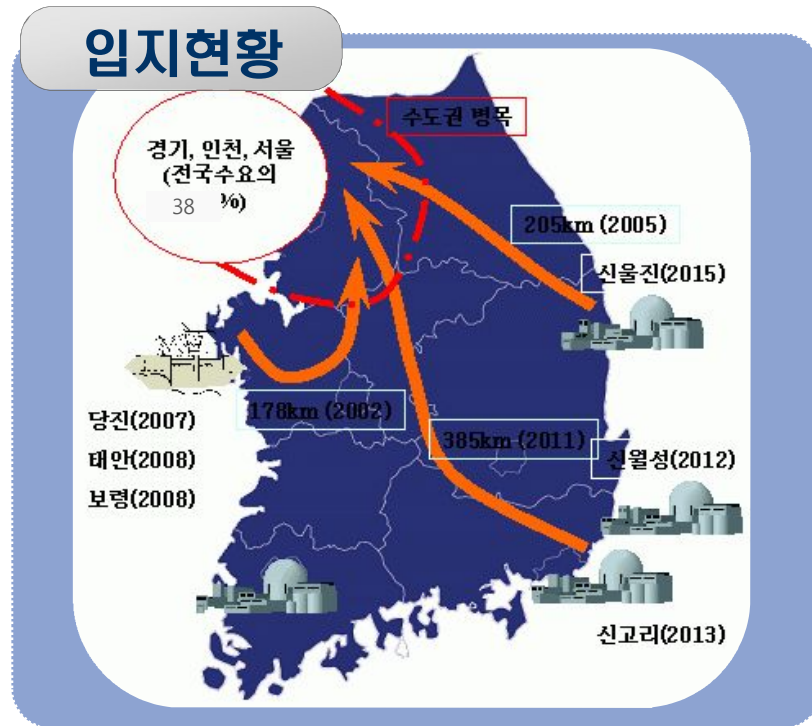 입지현황
수도권 병목
경기, 인천, 서울
(전국수요의
38 %)
205km (2005)
신울진(2015)
178km (2002)
당진(2007)
태안(2008)
보령(2008)
385km (2011)
신월성(2012)
신고리(2013)